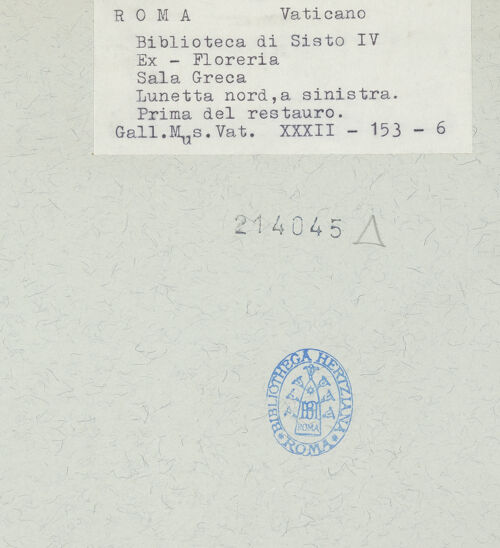 R O M A Vaticano
Biblioteca di Sisto IV
Ex - Floreria
Sala Greca
Lunetta nord,a sinistra.
Prima del restauro.
Gall.Mus.Vat. XXXII - 153 - 6
214045
BIBLIOTHECA HERTZIANA
ROMA
ROMA